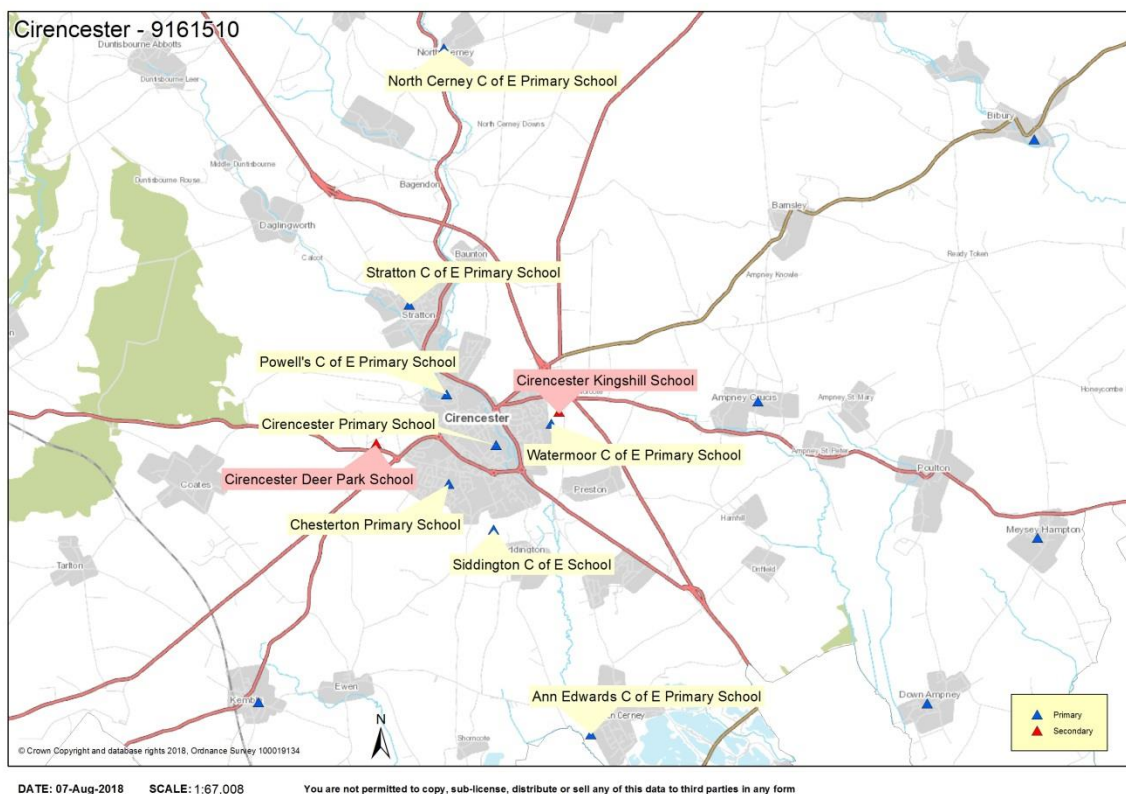 Cirencester - 9161510
Duntisbourne Abbotts
Duntisbourne Leer
North Cerney C of E Primary School
Bibury
North Cerney Downs
Middle Duntisbourne
Duntisbourne Rouse
Bagendon
Barnsley
Daglingworth
Baunton
Calcot
Ready Token
Ampney Knowle
Stratton C of E Primary School
Stratton
Powell's C of E Primary School
Cirencester Kingshill School
Honeycombe
Ampney Crucis
Ampney St. Mary
Cirencester
Cirencester Primary School
Watermoor C of E Primary School
Ampney St. Peter
Poulton
Cirencester Deer Park School
Coates
Preston
Chesterton Primary School
Harnhill
Meysey Hampton
Siddington C of E School
Tarlton
Driffield
Ewen
Ann Edwards C of E Primary School
Down Ampney
Primary
Secondary
N
Shorncote
© Crown Copyright and database rights 2018, Ordnance Survey 100019134
DATE: 07-Aug-2018 SCALE: 1:67,008 You are not permitted to copy, sub-license, distribute or sell any of this data to third parties in any form